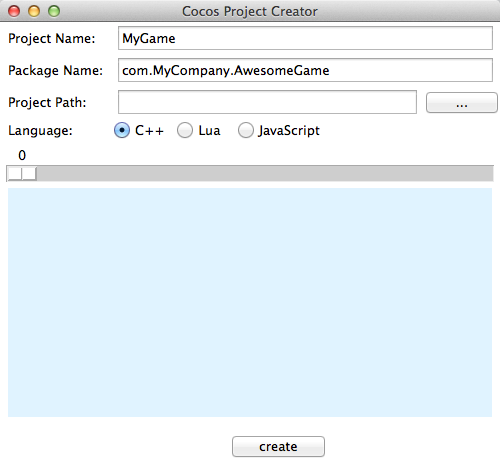 Cocos Project Creator
Project Name: MyGame
Package Name: com.MyCompany.AwesomeGame
Project Path: ...
Language: C++ Lua JavaScript
0
create